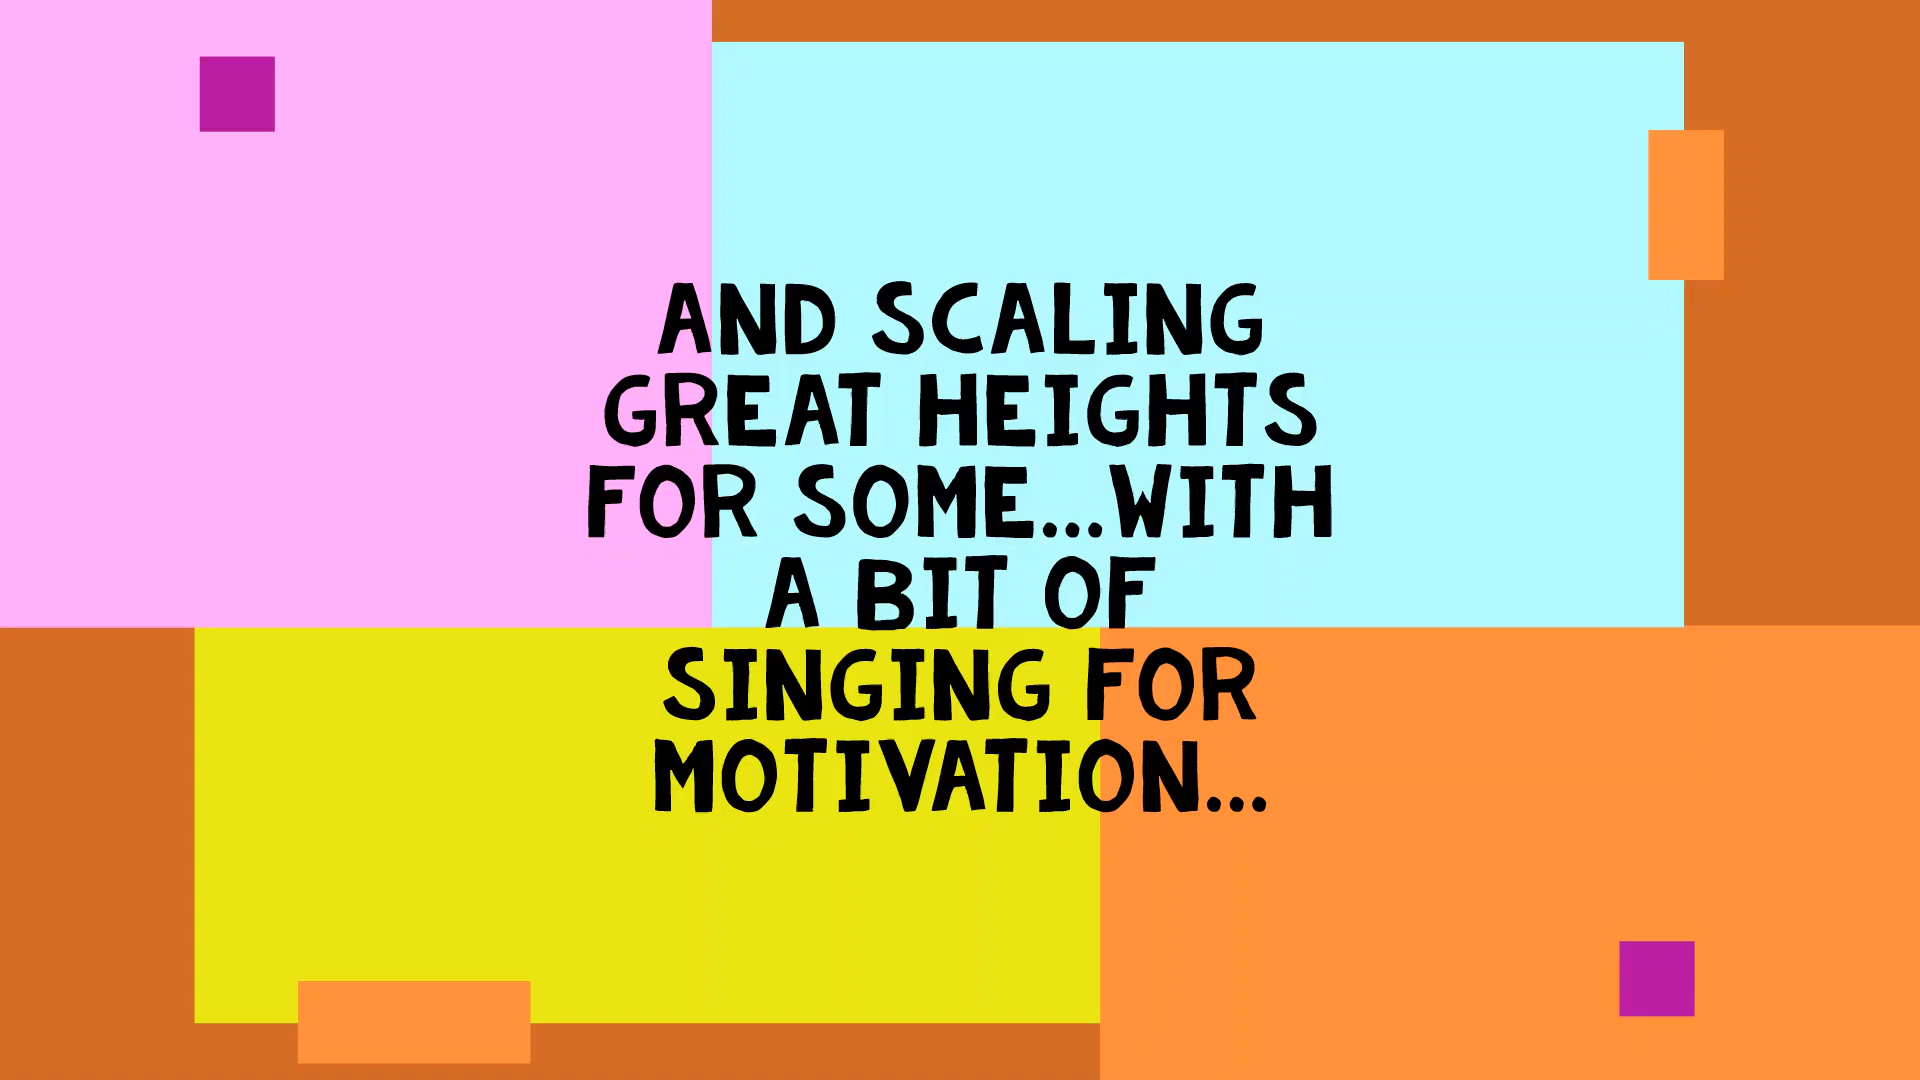 AND SCALING
GREAT HEIGHTS
FOR SOME...WITH
A BIT OF
SINGING FOR
MOTIVATION...